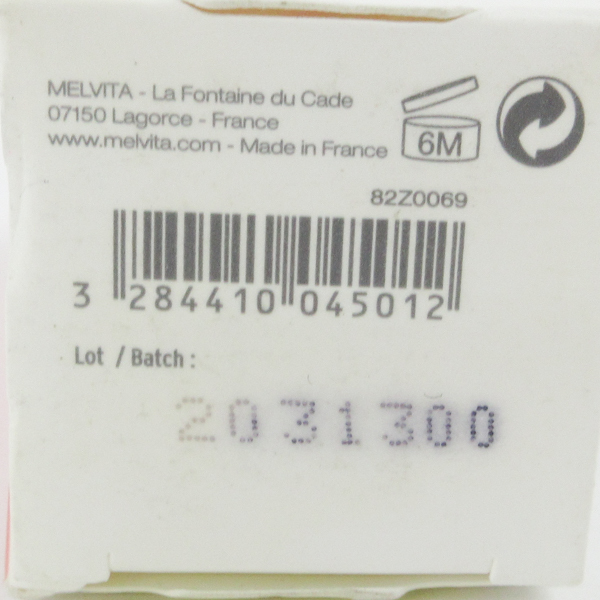 MELVITA - La Fontaine du Cade
07150 Lagorce - France
www.melvita.com - Made in France
6M
82Z0069
3 284410 045012
Lot / Batch :
2031300